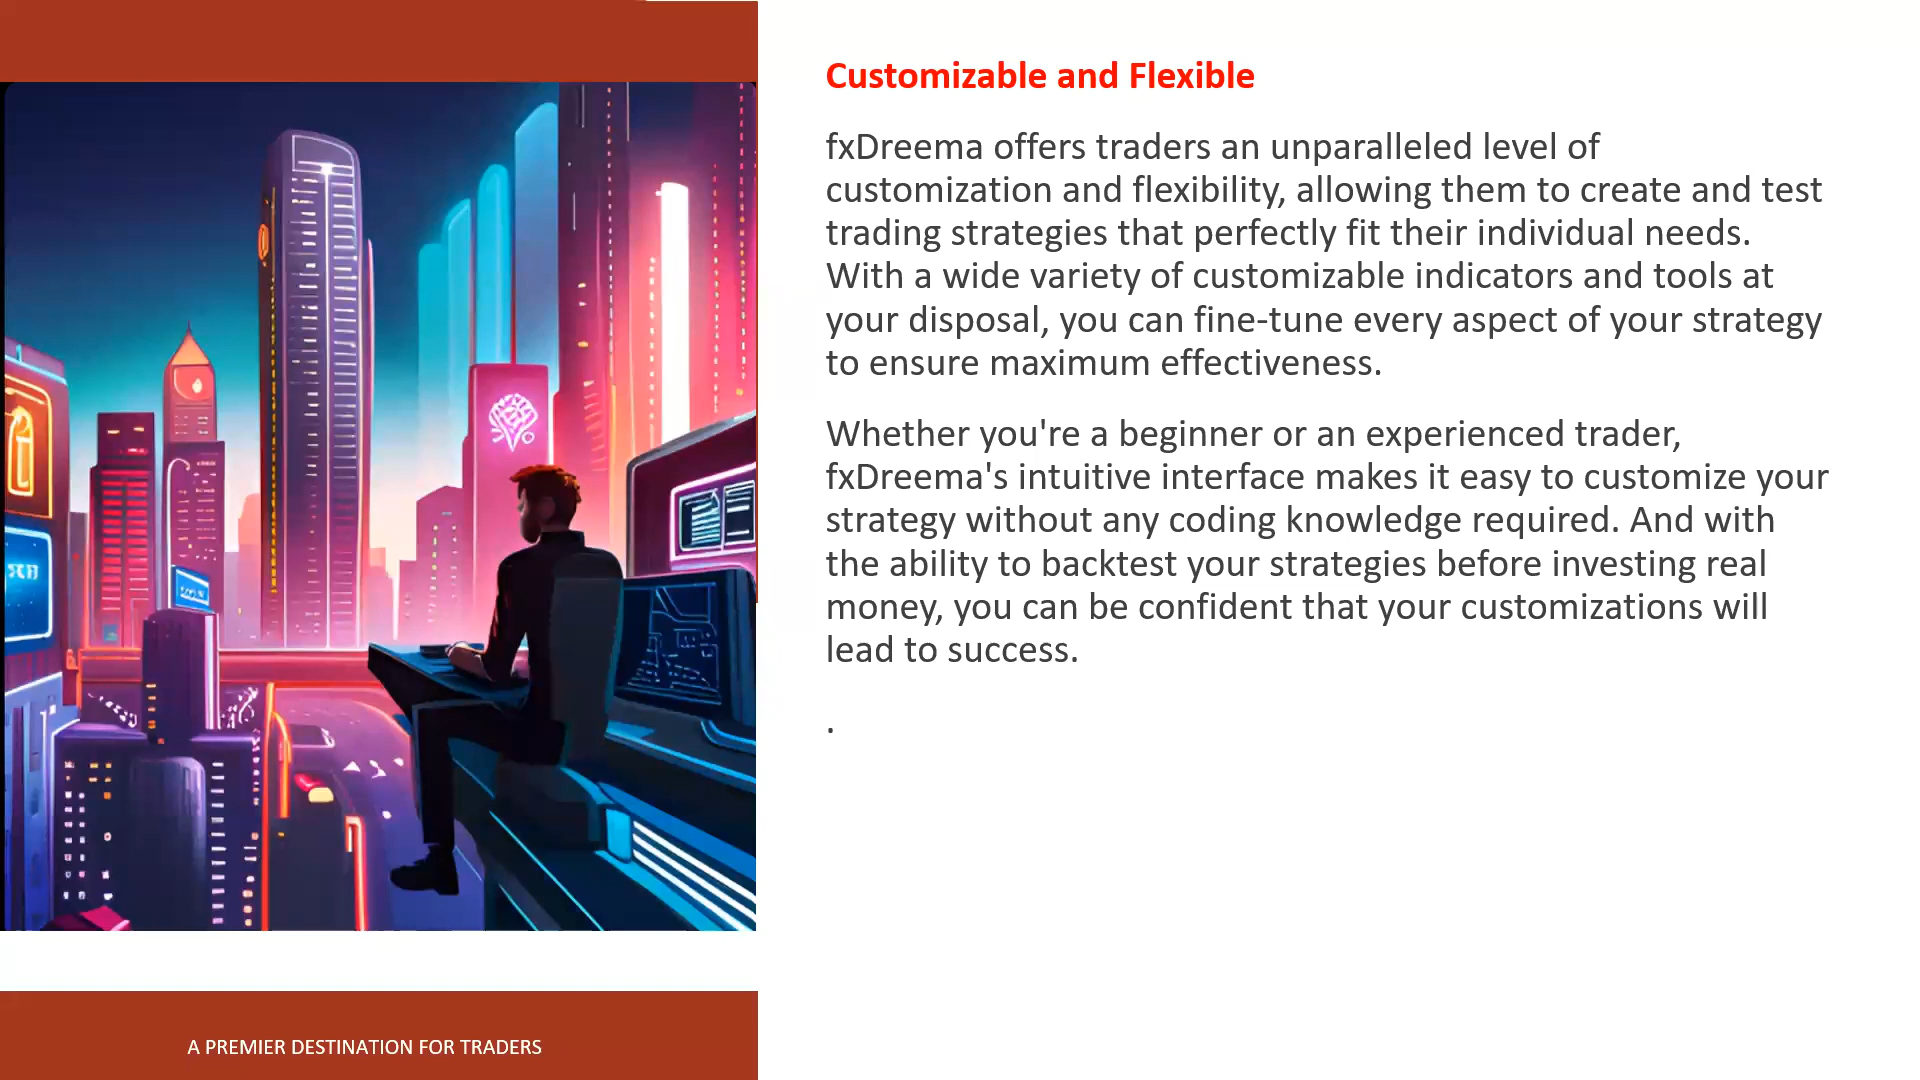 Customizable and Flexible
fxDreema offers traders an unparalleled level of
customization and flexibility, allowing them to create and test
trading strategies that perfectly fit their individual needs.
With a wide variety of customizable indicators and tools at
your disposal, you can fine-tune every aspect of your strategy
to ensure maximum effectiveness.
Whether you're a beginner or an experienced trader,
fxDreema's intuitive interface makes it easy to customize your
strategy without any coding knowledge required. And with
the ability to backtest your strategies before investing real
money, you can be confident that your customizations will
lead to success.
.
A PREMIER DESTINATION FOR TRADERS